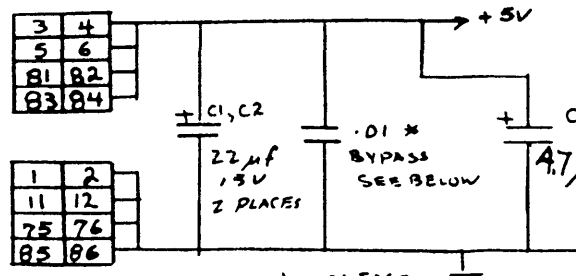 3 4
5 6
81 82
83 84
+5V
+ C1, C2
22 µf
15V
2 PLACES
.01 *
BYPASS
SEE BELOW
+
4.7
1 2
11 12
75 76
85 86